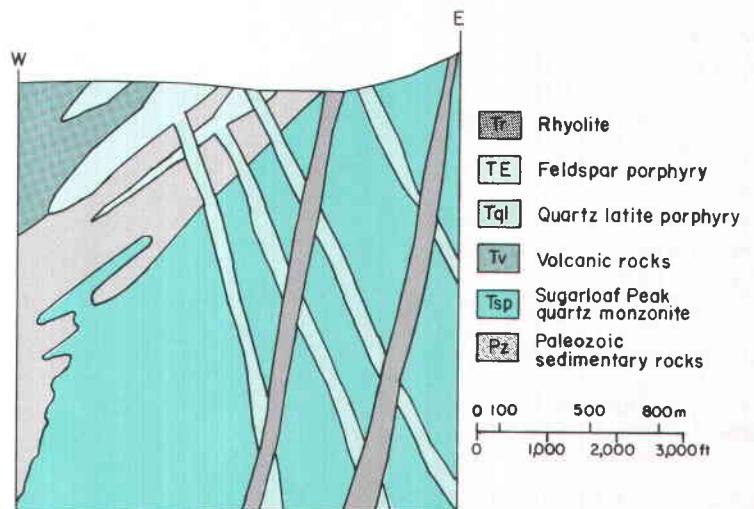 W
E
Tr Rhyolite
TE Feldspar porphyry
Tql Quartz latite porphyry
Tv Volcanic rocks
Tsp Sugarloaf Peak
quartz monzonite
Pz Paleozoic
sedimentary rocks
0 100 500 800 m
0 1,000 2,000 3,000 ft